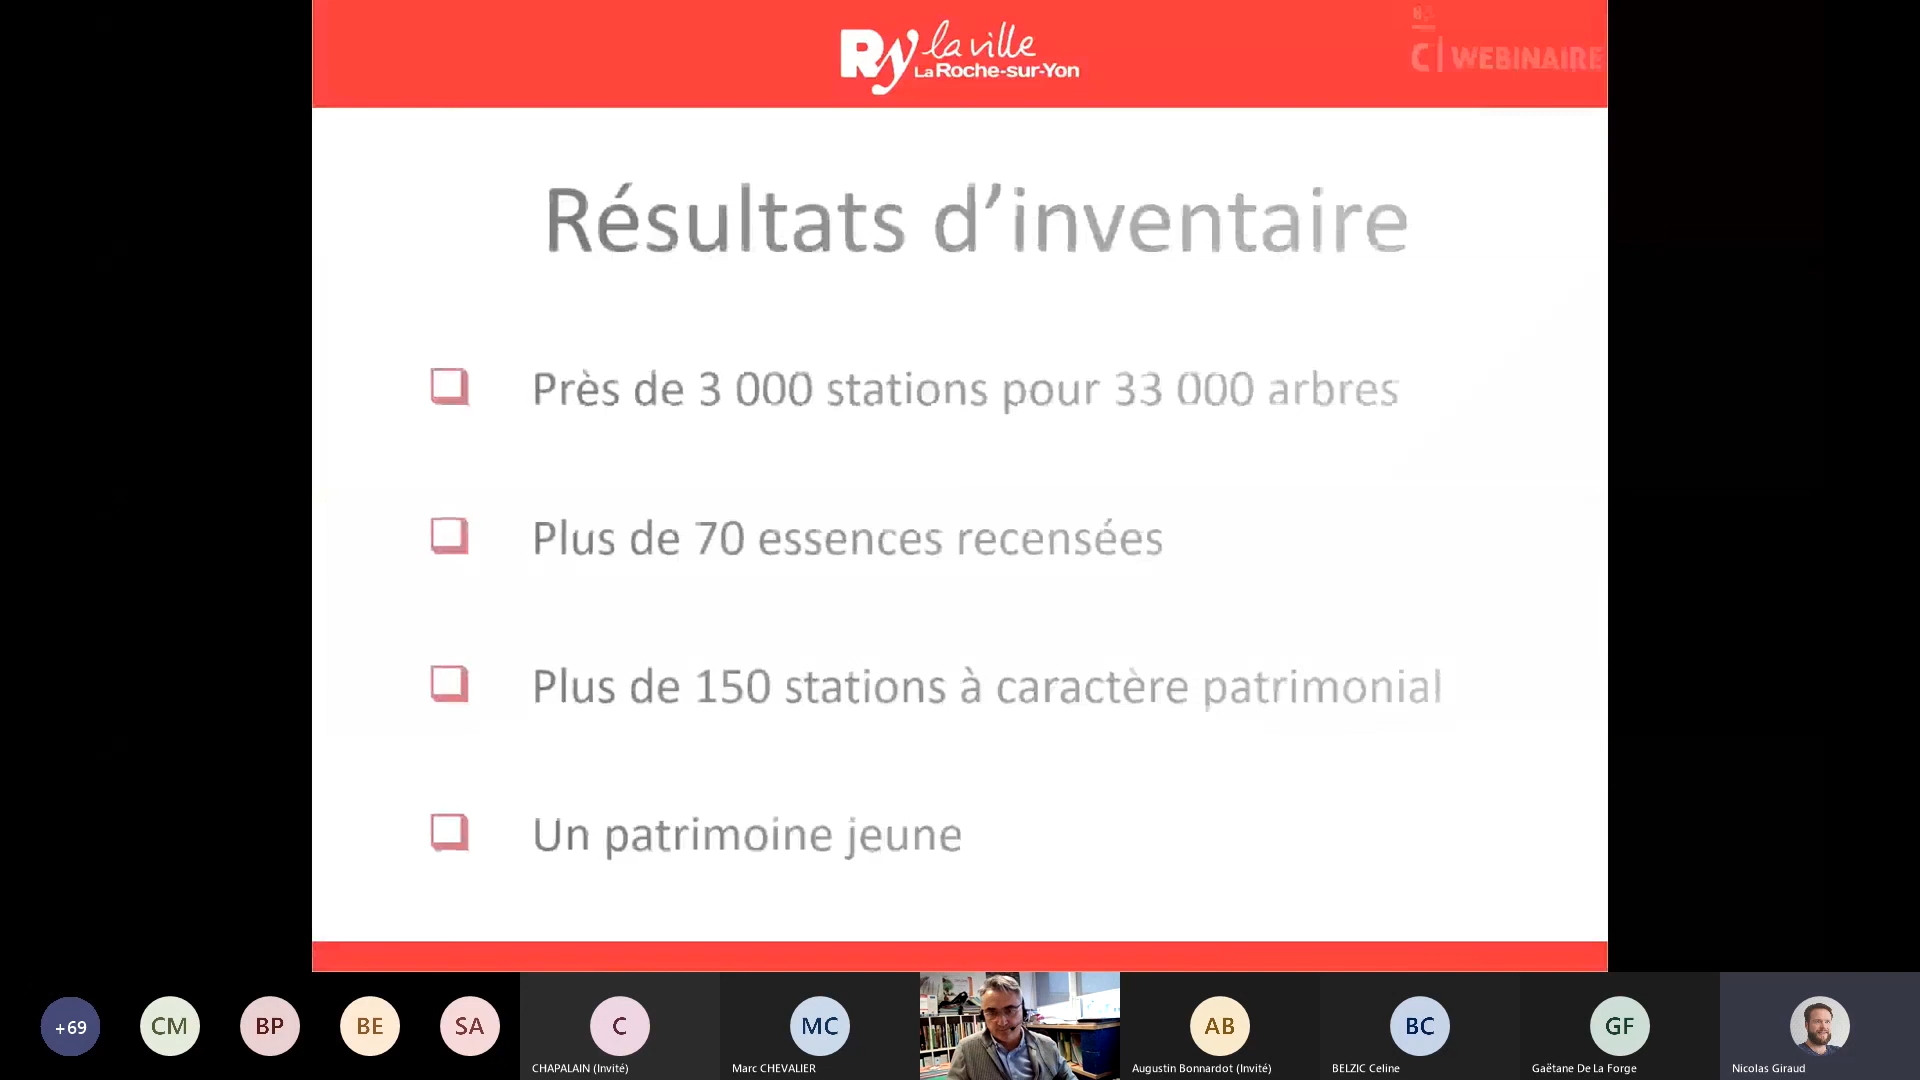 Ry la ville
La Roche-sur-Yon
C WEBINAIRE
Résultats d’inventaire
Près de 3 000 stations pour 33 000 arbres
Plus de 70 essences recensées
Plus de 150 stations à caractère patrimonial
Un patrimoine jeune
+69
CM
BP
BE
SA
C
MC
AB
BC
GF
CHAPALAIN (Invité)
Marc CHEVALIER
Augustin Bonnardot (Invité)
BELZIC Celine
Gaëtane De La Forge
Nicolas Giraud